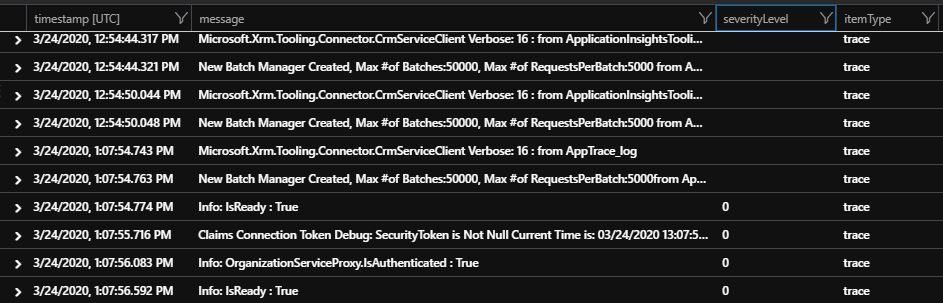 timestamp [UTC] message severityLevel itemType
3/24/2020, 12:54:44.317 PM Microsoft.Xrm.Tooling.Connector.CrmServiceClient Verbose: 16 : from ApplicationInsightsTooli... trace
3/24/2020, 12:54:44.321 PM New Batch Manager Created, Max #of Batches:50000, Max #of RequestsPerBatch:5000 from A... trace
3/24/2020, 12:54:50.044 PM Microsoft.Xrm.Tooling.Connector.CrmServiceClient Verbose: 16 : from ApplicationInsightsTooli... trace
3/24/2020, 12:54:50.048 PM New Batch Manager Created, Max #of Batches:50000, Max #of RequestsPerBatch:5000 from A... trace
3/24/2020, 1:07:54.743 PM Microsoft.Xrm.Tooling.Connector.CrmServiceClient Verbose: 16 : from AppTrace_log trace
3/24/2020, 1:07:54.763 PM New Batch Manager Created, Max #of Batches:50000, Max #of RequestsPerBatch:5000from Ap... trace
3/24/2020, 1:07:54.774 PM Info: IsReady : True 0 trace
3/24/2020, 1:07:55.716 PM Claims Connection Token Debug: SecurityToken is Not Null Current Time is: 03/24/2020 13:07:5... 0 trace
3/24/2020, 1:07:56.083 PM Info: OrganizationServiceProxy.IsAuthenticated : True 0 trace
3/24/2020, 1:07:56.592 PM Info: IsReady : True 0 trace